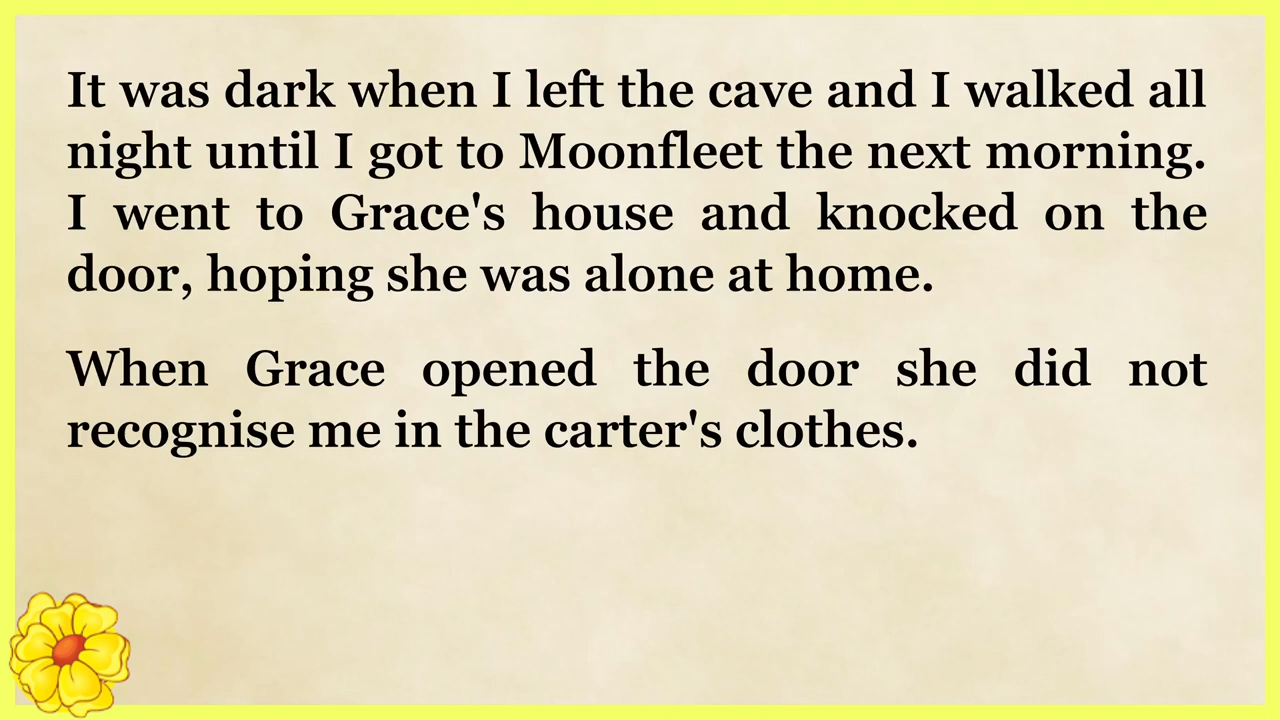 It was dark when I left the cave and I walked all
night until I got to Moonfleet the next morning.
I went to Grace's house and knocked on the
door, hoping she was alone at home.
When Grace opened the door she did not
recognise me in the carter's clothes.